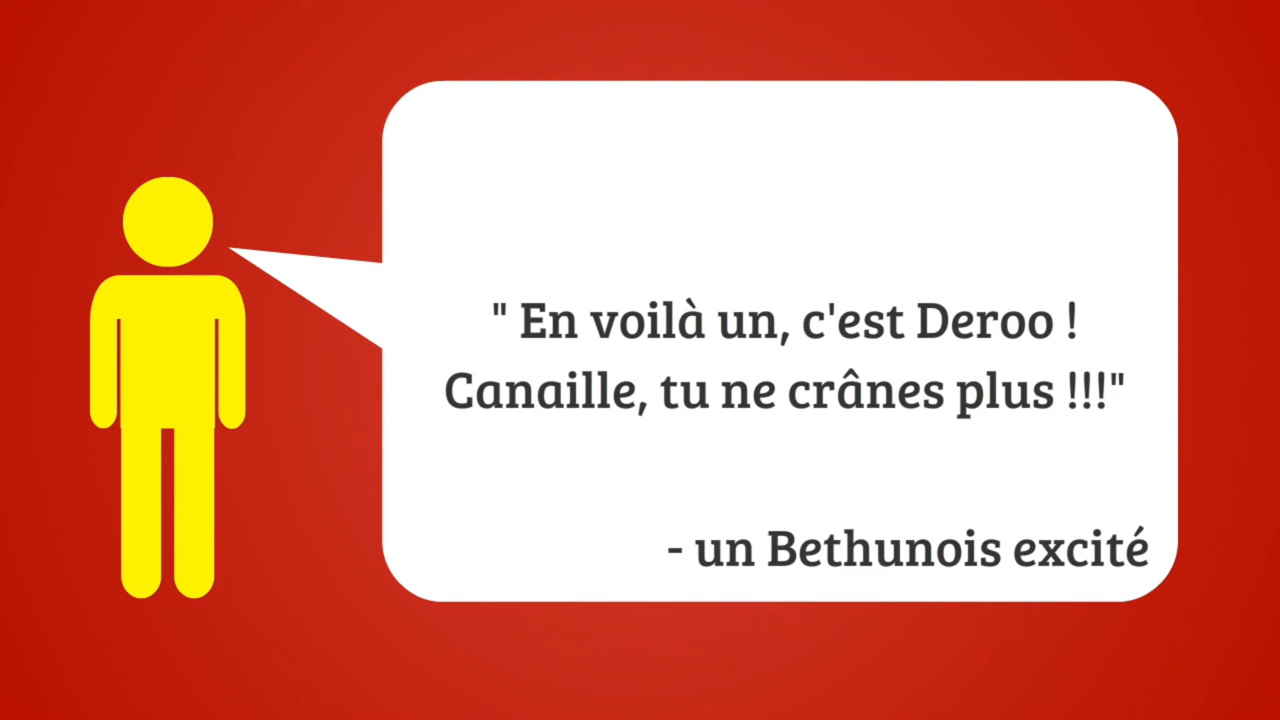 " En voilà un, c'est Deroo !
Canaille, tu ne crânes plus !!!"
- un Bethunois excité